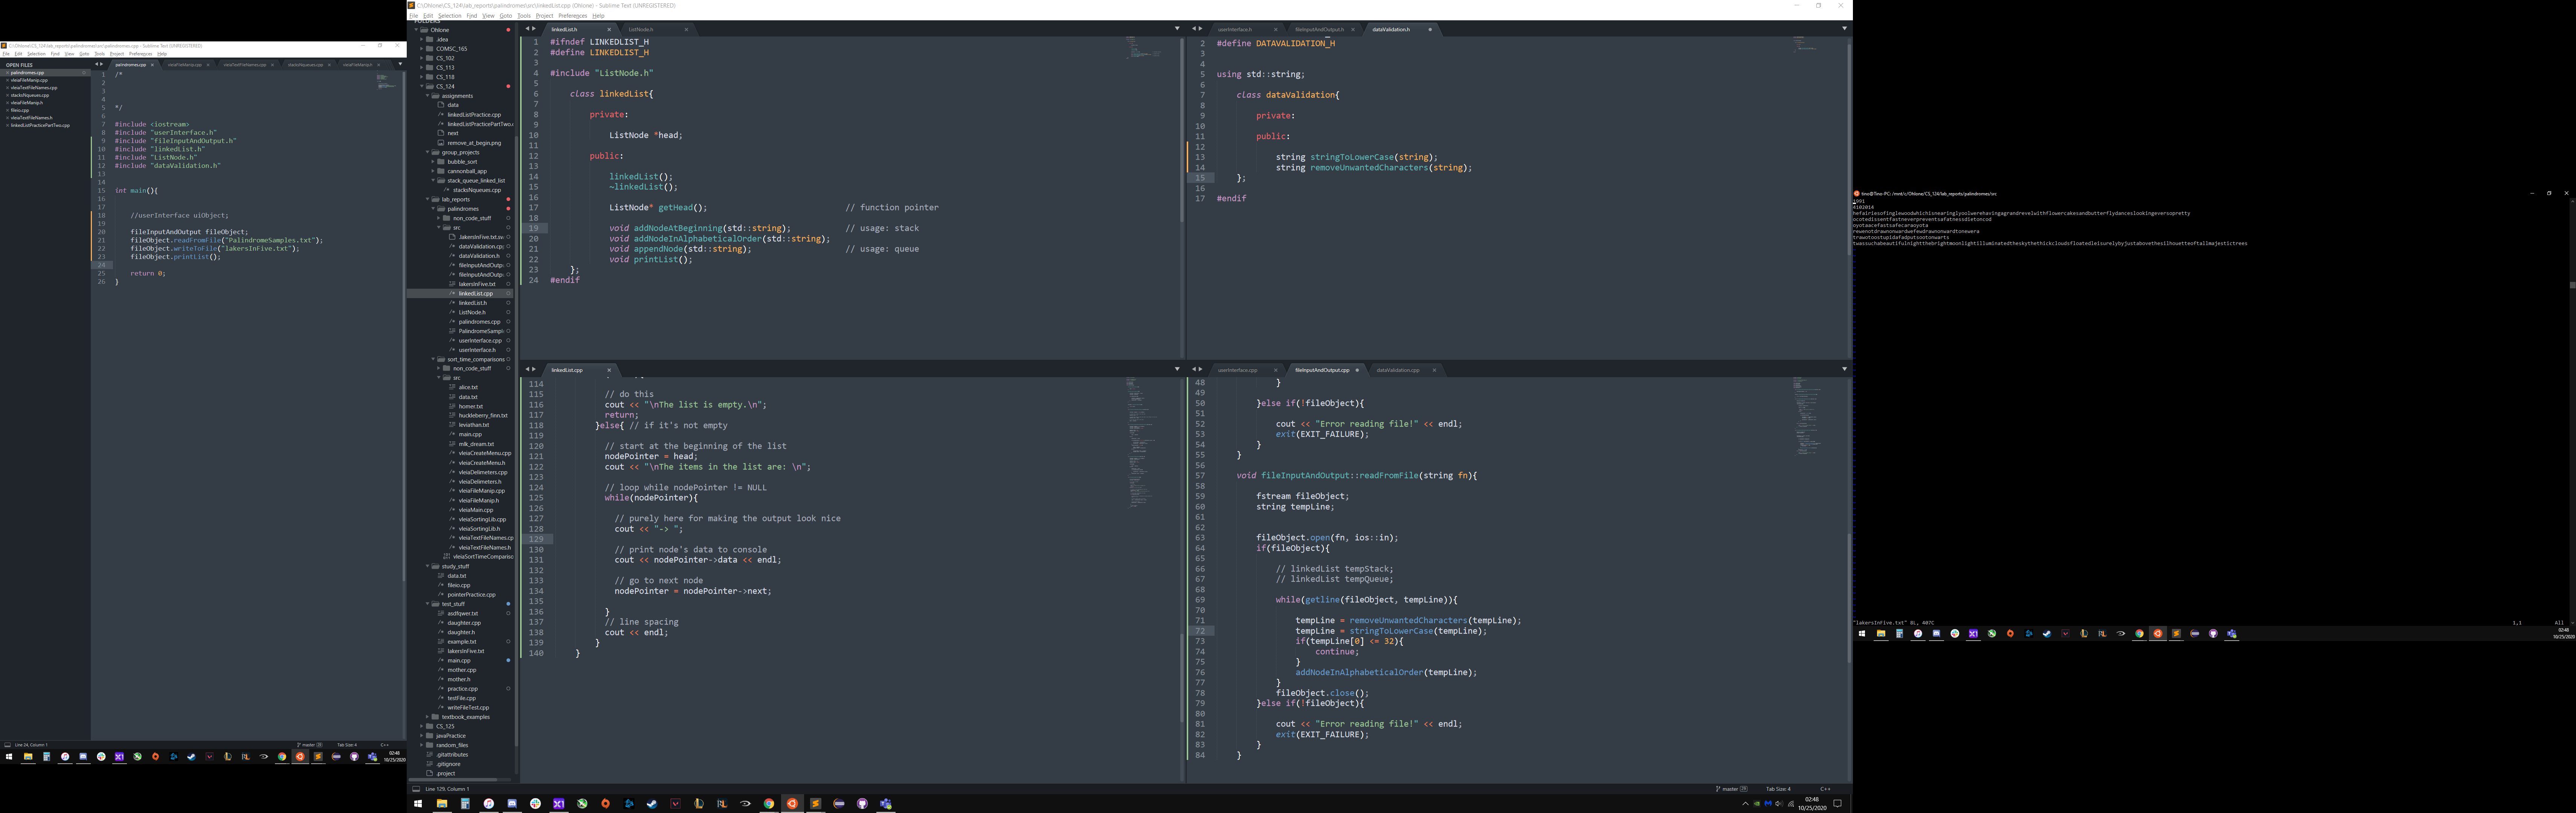 C:\Ohlone\CS_124\lab_reports\palindromes\src\palindromes.cpp - Sublime Text (UNREGISTERED)
File Edit Selection Find View Goto Tools Project Preferences Help
OPEN FILES
palindromes.cpp
vleiaFileManip.cpp
vleiaTextFileNames.cpp
stacksNqueues.cpp
vleiaFileManip.h
fileio.cpp
vleiaTextFileNames.h
linkedListPracticePartTwo.cpp
palindromes.cpp vleiaFileManip.cpp vleiaTextFileNames.cpp stacksNqueues.cpp vleiaFileManip.h
1 /*
2
3
4
5 */
6
7 #include <iostream>
8 #include "userInterface.h"
9 #include "fileInputAndOutput.h"
10 #include "linkedList.h"
11 #include "ListNode.h"
12 #include "dataValidation.h"
13
14
15 int main(){
16
17
18 //userInterface uiObject;
19
20 fileInputAndOutput fileObject;
21 fileObject.readFromFile("PalindromeSamples.txt");
22 fileObject.writeToFile("lakersInFive.txt");
23 fileObject.printList();
24
25 return 0;
26 }
Line 24, Column 1 master Tab Size: 4 C++
02:48
10/25/2020
C:\Ohlone\CS_124\lab_reports\palindromes\src\linkedList.cpp (Ohlone) - Sublime Text (UNREGISTERED)
File Edit Selection Find View Goto Tools Project Preferences Help
FOLDERS
Ohlone
.idea
COMSC_165
CS_102
CS_113
CS_118
CS_124
assignments
data
linkedListPractice.cpp
linkedListPracticePartTwo.c
next
remove_at_begin.png
group_projects
bubble_sort
cannonball_app
stack_queue_linked_list
stacksNqueues.cpp
lab_reports
palindromes
non_code_stuff
src
.lakersInFive.txt.sw
dataValidation.cp
dataValidation.h
fileInputAndOutp
fileInputAndOutp
lakersInFive.txt
linkedList.cpp
linkedList.h
ListNode.h
palindromes.cpp
PalindromeSampl
userInterface.cpp
userInterface.h
sort_time_comparisons
non_code_stuff
src
alice.txt
data.txt
homer.txt
huckleberry_finn.txt
leviathan.txt
main.cpp
mlk_dream.txt
vleiaCreateMenu.cpp
vleiaCreateMenu.h
vleiaDelimeters.cpp
vleiaDelimeters.h
vleiaFileManip.cpp
vleiaFileManip.h
vleiaMain.cpp
vleiaSortingLib.cpp
vleiaSortingLib.h
vleiaTextFileNames.cp
vleiaTextFileNames.h
vleiaSortTimeComparisc
study_stuff
data.txt
fileio.cpp
pointerPractice.cpp
test_stuff
asdfqwer.txt
daughter.cpp
daughter.h
example.txt
lakersInFive.txt
main.cpp
mother.cpp
mother.h
practice.cpp
testFile.cpp
writeFileTest.cpp
textbook_examples
CS_125
javaPractice
random_files
.gitattributes
.gitignore
.project
linkedList.h ListNode.h
1 #ifndef LINKEDLIST_H
2 #define LINKEDLIST_H
3
4 #include "ListNode.h"
5
6 class linkedList{
7
8 private:
9
10 ListNode *head;
11
12 public:
13
14 linkedList();
15 ~linkedList();
16
17 ListNode* getHead(); // function pointer
18
19 void addNodeAtBeginning(std::string); // usage: stack
20 void addNodeInAlphabeticalOrder(std::string);
21 void appendNode(std::string); // usage: queue
22 void printList();
23 };
24 #endif
userInterface.h fileInputAndOutput.h dataValidation.h
2 #define DATAVALIDATION_H
3
4
5 using std::string;
6
7 class dataValidation{
8
9 private:
10
11 public:
12
13 string stringToLowerCase(string);
14 string removeUnwantedCharacters(string);
15 };
16
17 #endif
linkedList.cpp
114
115 // do this
116 cout << "\nThe list is empty.\n";
117 return;
118 }else{ // if it's not empty
119
120 // start at the beginning of the list
121 nodePointer = head;
122 cout << "\nThe items in the list are: \n";
123
124 // loop while nodePointer != NULL
125 while(nodePointer){
126
127 // purely here for making the output look nice
128 cout << "-> ";
129
130 // print node's data to console
131 cout << nodePointer->data << endl;
132
133 // go to next node
134 nodePointer = nodePointer->next;
135
136 }
137 // line spacing
138 cout << endl;
139 }
140 }
userInterface.cpp fileInputAndOutput.cpp dataValidation.cpp
48 }
49
50 }else if(!fileObject){
51
52 cout << "Error reading file!" << endl;
53 exit(EXIT_FAILURE);
54 }
55 }
56
57 void fileInputAndOutput::readFromFile(string fn){
58
59 fstream fileObject;
60 string tempLine;
61
62
63 fileObject.open(fn, ios::in);
64 if(fileObject){
65
66 // linkedList tempStack;
67 // linkedList tempQueue;
68
69 while(getline(fileObject, tempLine)){
70
71 tempLine = removeUnwantedCharacters(tempLine);
72 tempLine = stringToLowerCase(tempLine);
73 if(tempLine[0] <= 32){
74 continue;
75 }
76 addNodeInAlphabeticalOrder(tempLine);
77 }
78 fileObject.close();
79 }else if(!fileObject){
80
81 cout << "Error reading file!" << endl;
82 exit(EXIT_FAILURE);
83 }
84 }
Line 129, Column 1 master Tab Size: 4 C++
02:48
10/25/2020
tino@Tino-PC: /mnt/c/Ohlone/CS_124/lab_reports/palindromes/src
1991
4102014
hefairiesofinglewoodwhichisnearinglyoolwerehavingagrandrevelwithflowercakesandbutterflydanceslookingeversopretty
ocotedissentfastneverpreventsafatnessdietoncod
oyotaacefastsafecaraoyota
rewenotdrawnonwardwefewdrawnonwardtonewera
trawotootstupidafadputsootonwarts
twassuchabeautifulnightthebrightmoonlightilluminatedtheskythethickcloudsfloatedleisurelybyjustabovethesilhouetteoftallmajestictrees
"lakersInFive.txt" 8L, 407C 1,1 All
02:48
10/25/2020